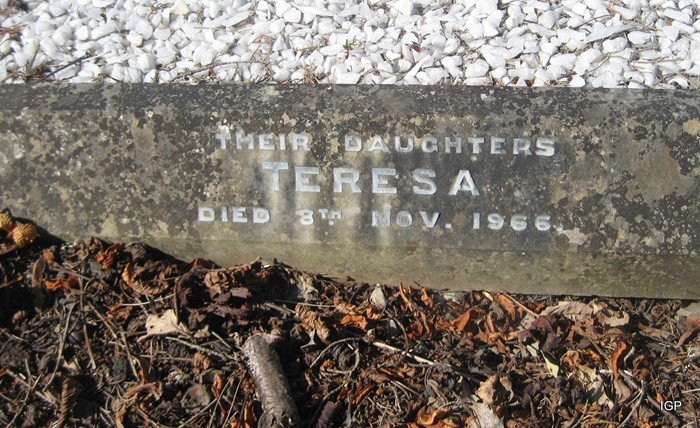 THEIR DAUGHTERS
TERESA
DIED 8TH NOV. 1966
IGP